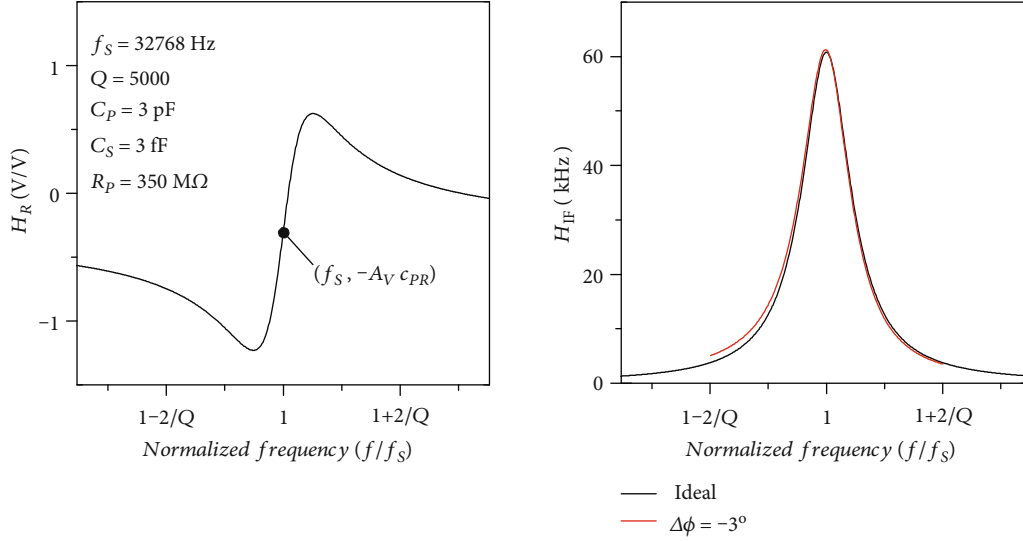 f_S = 32768 Hz
Q = 5000
C_P = 3 pF
C_S = 3 fF
R_P = 350 MΩ
1
0
−1
H_R (V/V)
(f_S, −A_V c_PR)
1−2/Q
1
1+2/Q
Normalized frequency (f/f_S)
60
40
20
0
H_IF ( kHz)
1−2/Q
1
1+2/Q
Normalized frequency (f/f_S)
Ideal
Δϕ = −3°